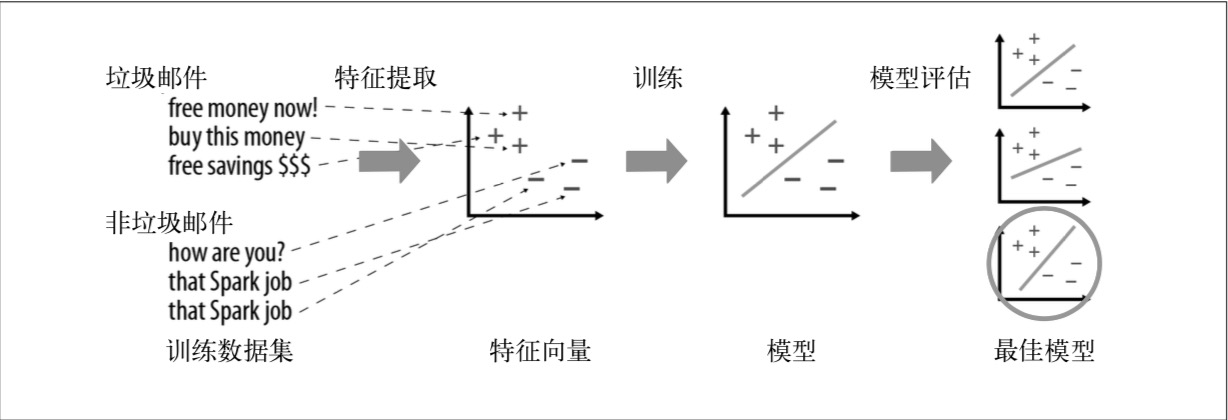 垃圾邮件
特征提取
训练
模型评估
free money now!
buy this money
free savings $$$
非垃圾邮件
how are you?
that Spark job
that Spark job
训练数据集
特征向量
模型
最佳模型